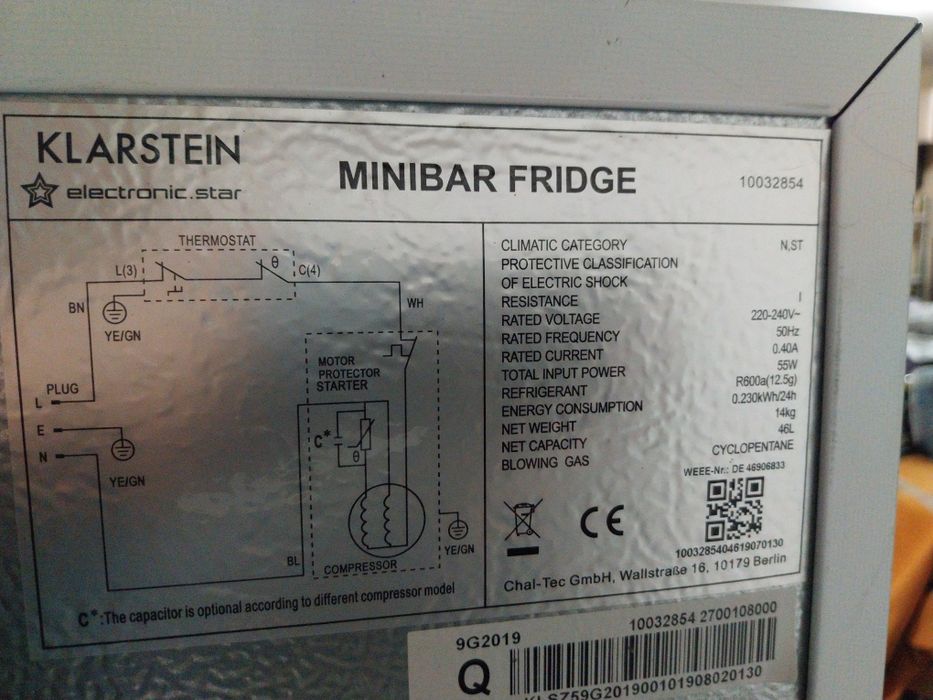 KLARSTEIN
electronic.star
MINIBAR FRIDGE
10032854
THERMOSTAT
L(3)
θ
C(4)
BN
YE/GN
WH
MOTOR
PROTECTOR
STARTER
PLUG
L
E
N
YE/GN
C*
θ
BL
YE/GN
COMPRESSOR
C*:The capacitor is optional according to different compressor model
CLIMATIC CATEGORY N,ST
PROTECTIVE CLASSIFICATION
OF ELECTRIC SHOCK
RESISTANCE I
RATED VOLTAGE 220-240V~
RATED FREQUENCY 50Hz
RATED CURRENT 0.40A
TOTAL INPUT POWER 55W
REFRIGERANT R600a(12.5g)
ENERGY CONSUMPTION 0.230kWh/24h
NET WEIGHT 14kg
NET CAPACITY 46L
BLOWING GAS CYCLOPENTANE
WEEE-Nr.: DE 46906833
CE
1003285404619070130
Chal-Tec GmbH, Wallstraße 16, 10179 Berlin
9G2019
10032854 2700108000
Q
KLSZ59G201900101908020130